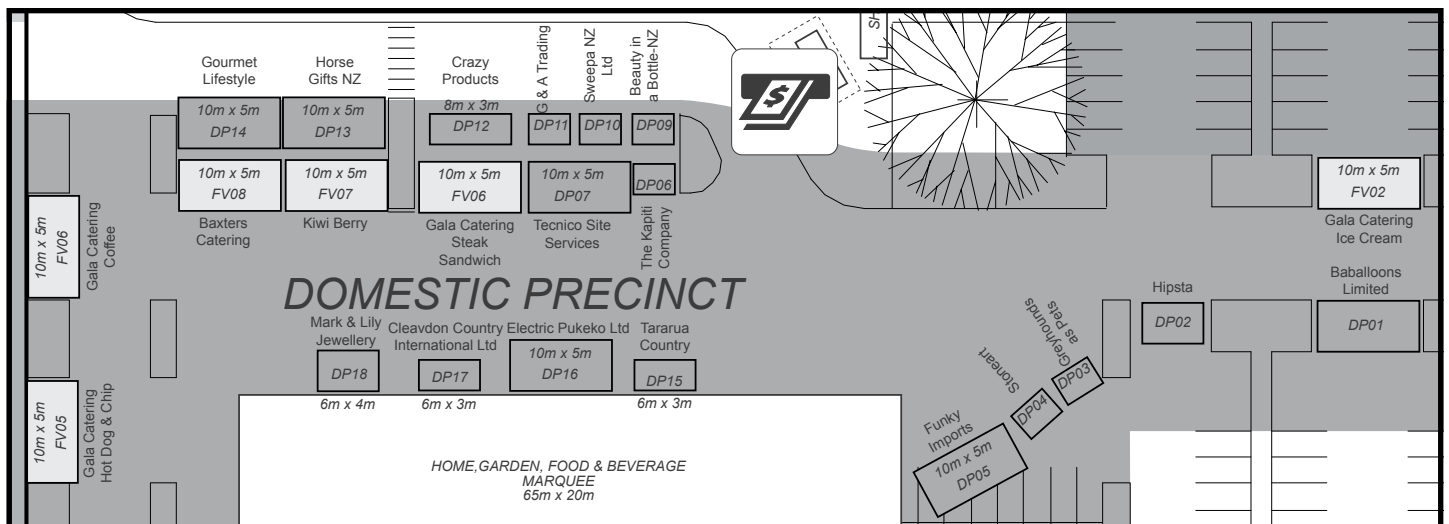 Gourmet
Lifestyle
10m x 5m
DP14
Horse
Gifts NZ
10m x 5m
DP13
Crazy
Products
8m x 3m
DP12
G & A Trading
DP11
Sweepa NZ
Ltd
DP10
Beauty in
a Bottle-NZ
DP09
$
SH
10m x 5m
FV08
Baxters
Catering
10m x 5m
FV07
Kiwi Berry
10m x 5m
FV06
Gala Catering
Steak
Sandwich
10m x 5m
DP07
Tecnico Site
Services
DP06
The Kapiti
Company
10m x 5m
FV02
Gala Catering
Ice Cream
10m x 5m
FV06
Gala Catering
Coffee
DOMESTIC PRECINCT
Mark & Lily
Jewellery
DP18
6m x 4m
Cleavdon Country
International Ltd
DP17
6m x 3m
Electric Pukeko Ltd
10m x 5m
DP16
Tararua
Country
DP15
6m x 3m
Hipsta
DP02
Baballoons
Limited
DP01
Greyhounds
as Pets
DP03
Stoneart
DP04
Funky
Imports
10m x 5m
DP05
10m x 5m
FV05
Gala Catering
Hot Dog & Chip
HOME,GARDEN, FOOD & BEVERAGE
MARQUEE
65m x 20m